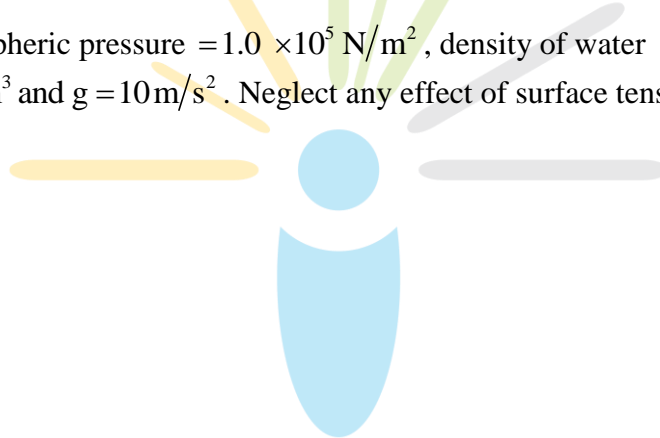 pheric pressure = 1.0 ×10⁵ N/m², density of water
³ and g = 10 m/s². Neglect any effect of surface tens